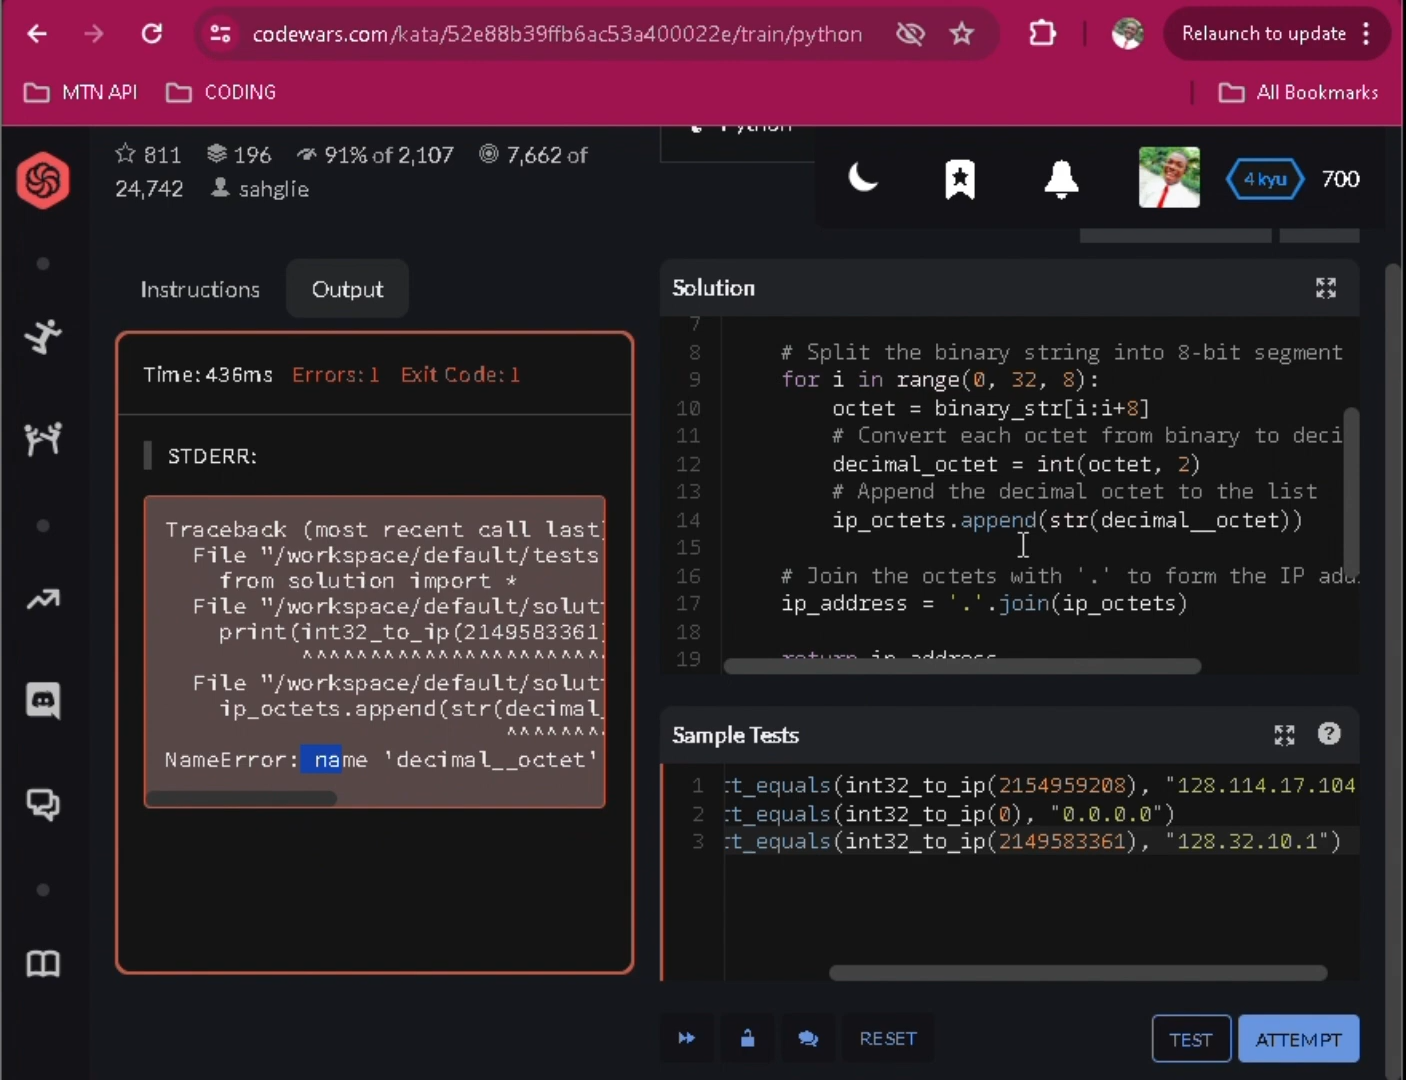 codewars.com/kata/52e88b39ffb6ac53a400022e/train/python
Relaunch to update
MTN API
CODING
All Bookmarks
811 196 91% of 2,107 7,662 of
24,742 sahglie
Python
4 kyu 700
Instructions
Output
Time: 436ms Errors: 1 Exit Code: 1
STDERR:
Traceback (most recent call last)
File "/workspace/default/tests
from solution import *
File "/workspace/default/solut
print(int32_to_ip(2149583361)
^^^^^^^^^^^^^^^^^^^^^^
File "/workspace/default/solut
ip_octets.append(str(decimal_
^^^^^^^
NameError: name 'decimal__octet'
Solution
7
8 # Split the binary string into 8-bit segment
9 for i in range(0, 32, 8):
10 octet = binary_str[i:i+8]
11 # Convert each octet from binary to deci
12 decimal_octet = int(octet, 2)
13 # Append the decimal octet to the list
14 ip_octets.append(str(decimal__octet))
15
16 # Join the octets with '.' to form the IP add
17 ip_address = '.'.join(ip_octets)
18
19 return ip_address
Sample Tests
1 rt_equals(int32_to_ip(2154959208), "128.114.17.104
2 rt_equals(int32_to_ip(0), "0.0.0.0")
3 rt_equals(int32_to_ip(2149583361), "128.32.10.1")
RESET
TEST
ATTEMPT